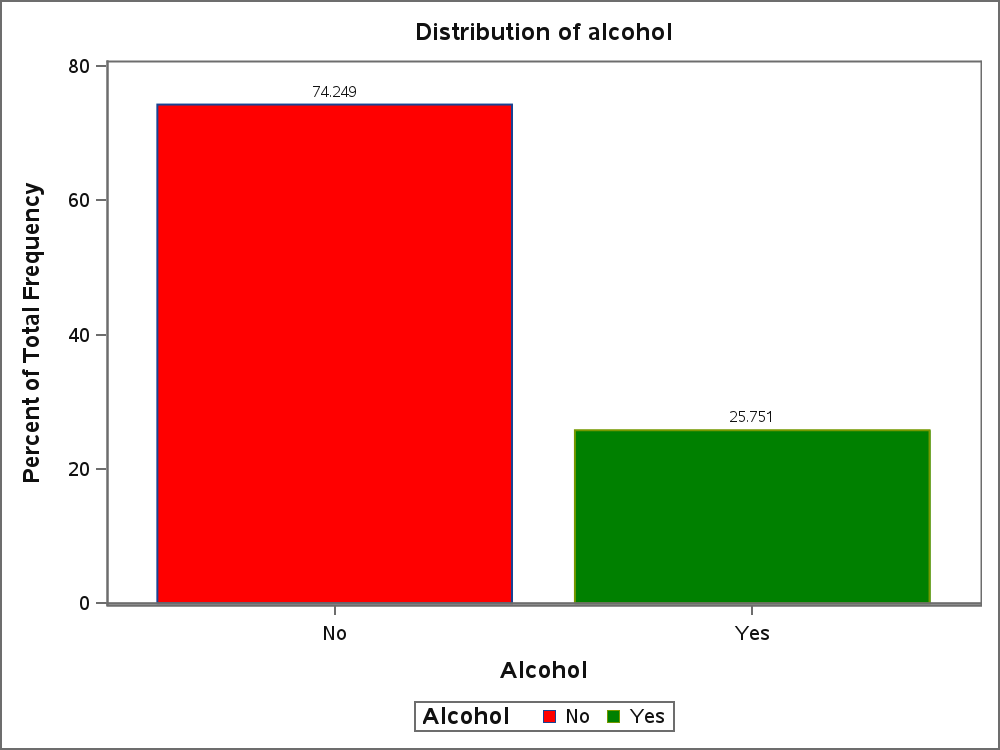 Distribution of alcohol
80
60
40
20
0
Percent of Total Frequency
74.249
25.751
No
Yes
Alcohol
Alcohol No Yes